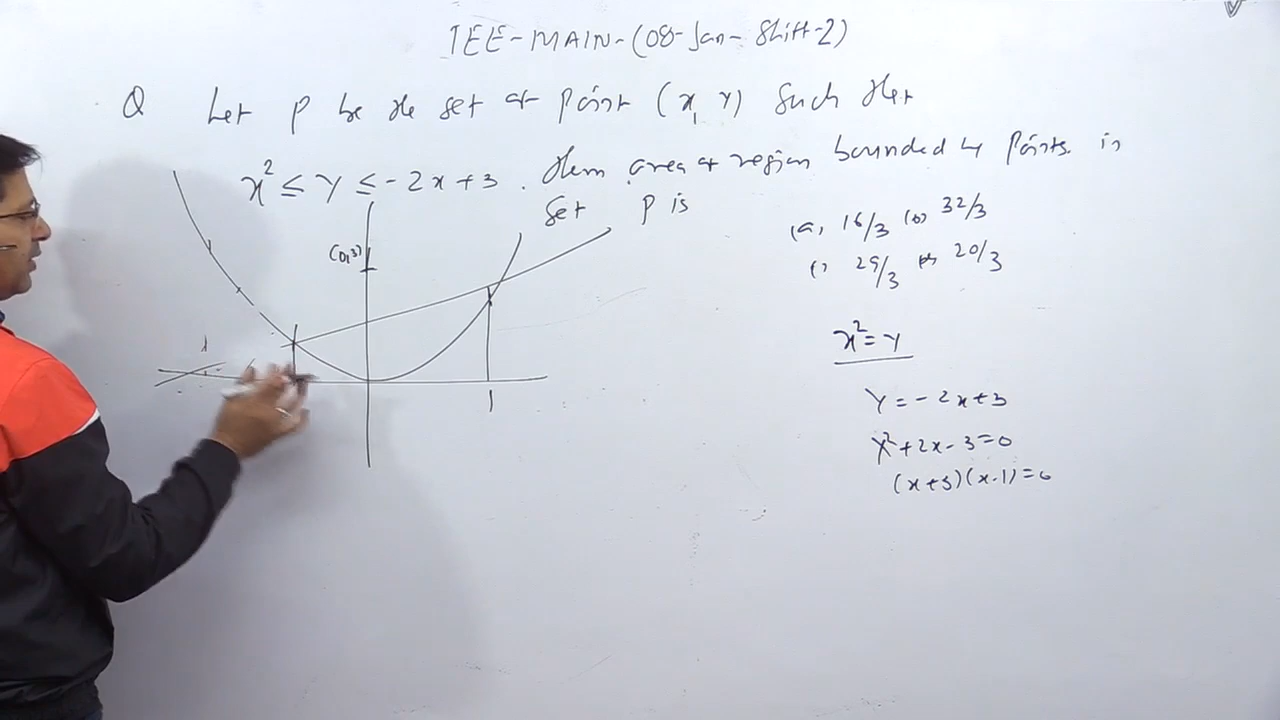 IEE-MAIN-(08-Jan-Shift-2)
Q Let P be the set of point (x, y) Such that
x² ≤ y ≤ -2x+3. then area of region bounded by Points in
Set P is
(a, 16/3 (b) 32/3
(c) 29/3 (d) 20/3
(0,3)
1
x² = y
y = -2x+3
x²+2x-3=0
(x+3)(x-1)=0